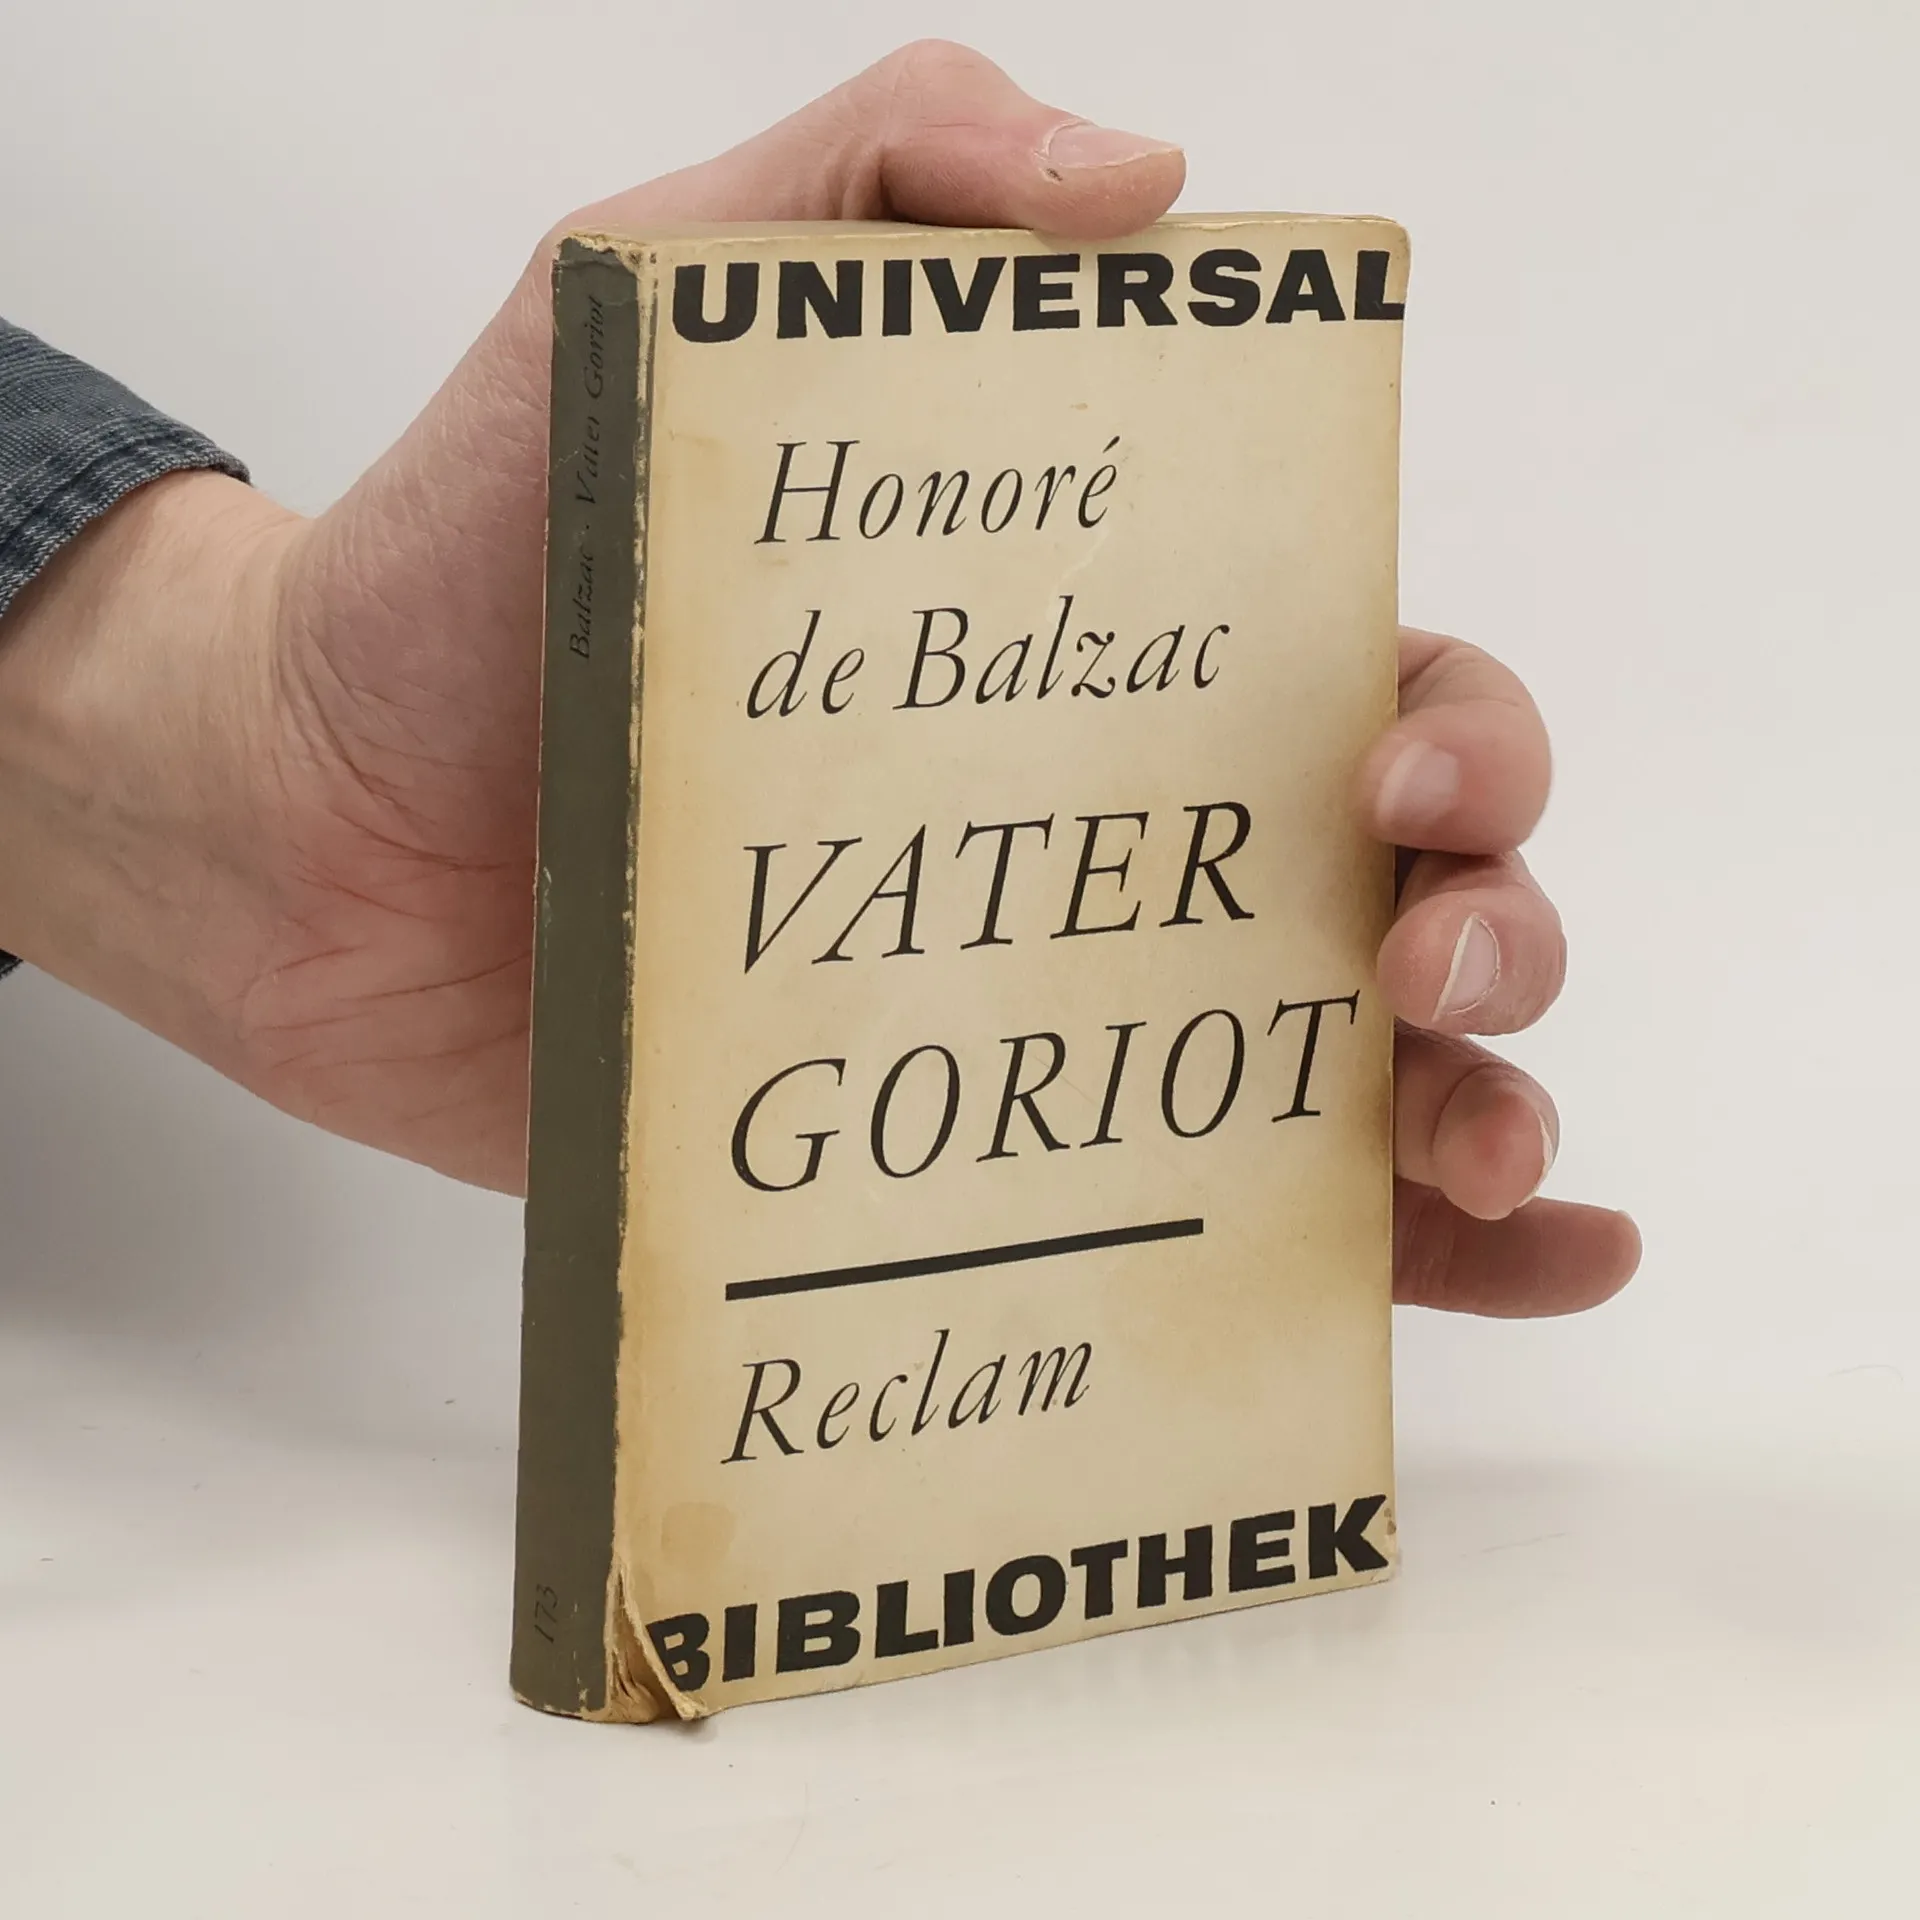 UNIVERSAL
Honoré
de Balzac
VATER
GORIOT
Reclam
BIBLIOTHEK
Balzac · Vater Goriot
173